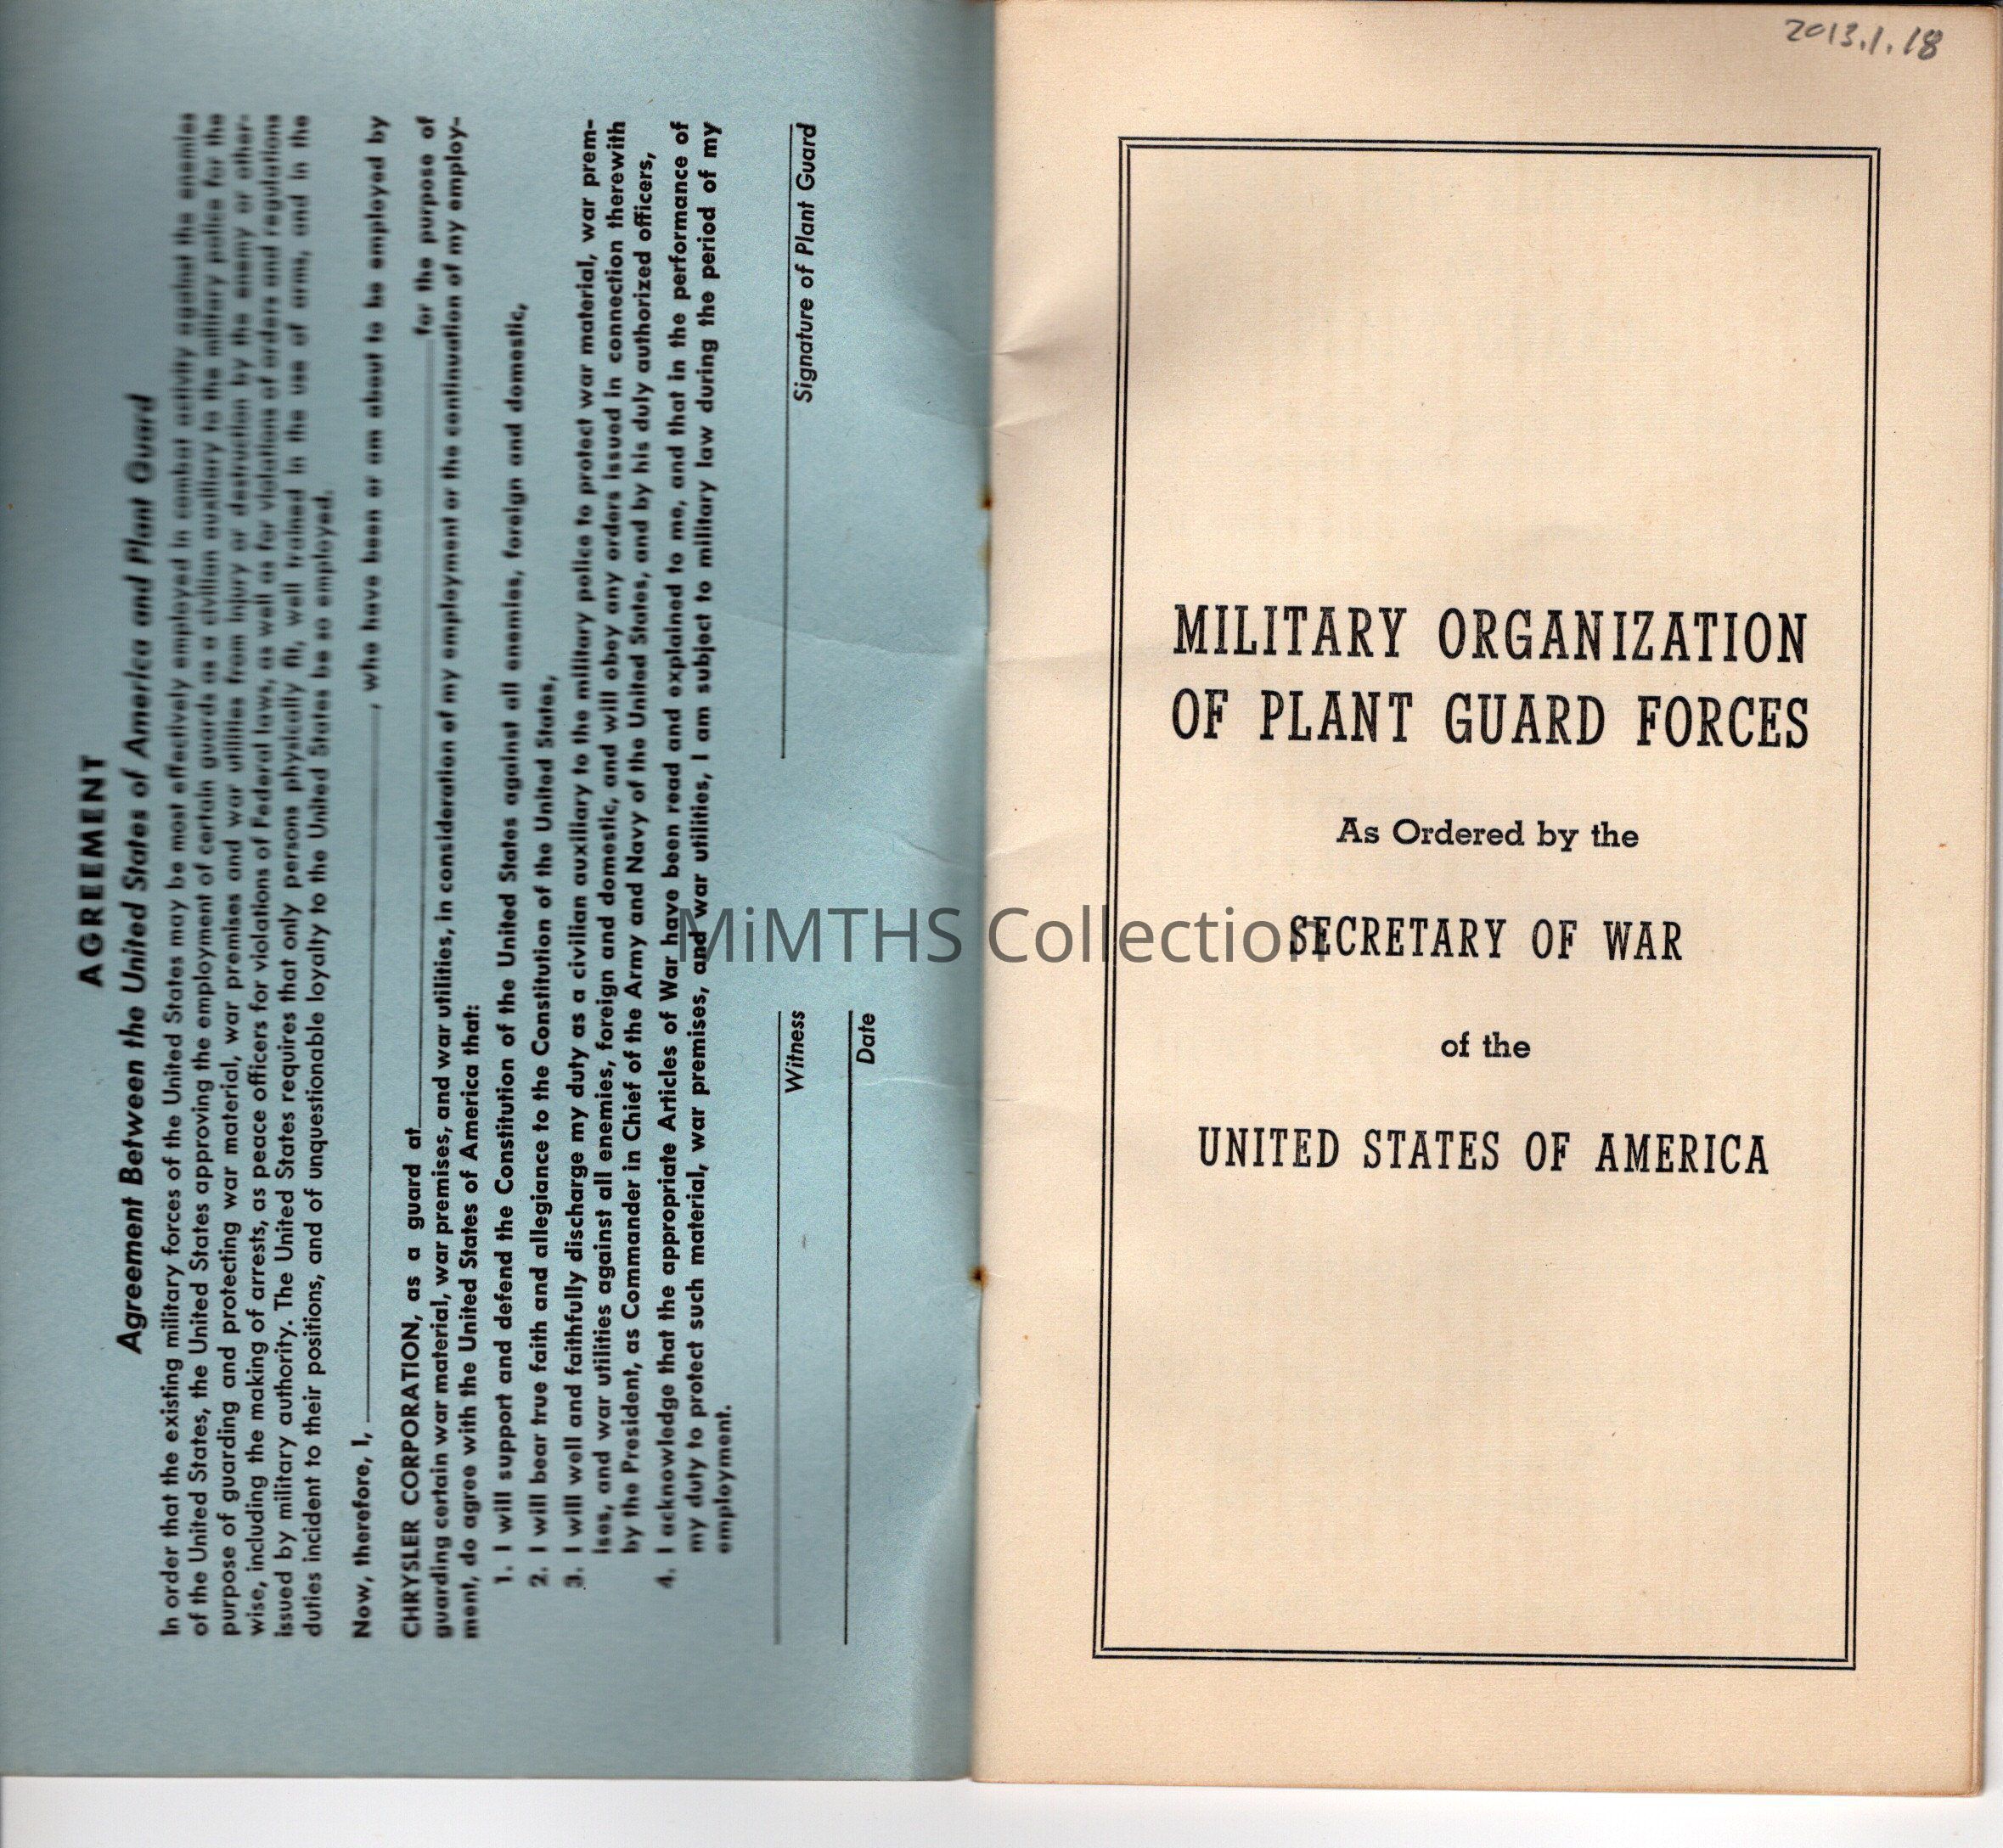 AGREEMENT
Agreement Between the United States of America and Plant Guard
In order that the existing military forces of the United States may be most effectively employed in combat activity against the enemies
of the United States, the United States approving the employment of certain guards as a civilian auxiliary to the military police for the
purpose of guarding and protecting war material, war premises and war utilities from injury or destruction by the enemy or other-
wise, including the making of arrests, as peace officers for violations of Federal laws, as well as for violations of orders and regulations
issued by military authority. The United States requires that only persons physically fit, well trained in the use of arms, and in the
duties incident to their positions, and of unquestionable loyalty to the United States be so employed.
Now, therefore, I, , who have been or am about to be employed by
CHRYSLER CORPORATION, as a guard at for the purpose of
guarding certain war material, war premises, and war utilities, in consideration of my employment or the continuation of my employ-
ment, do agree with the United States of America that:
1. I will support and defend the Constitution of the United States against all enemies, foreign and domestic,
2. I will bear true faith and allegiance to the Constitution of the United States,
3. I will well and faithfully discharge my duty as a civilian auxiliary to the military police to protect war material, war prem-
ises, and war utilities against all enemies, foreign and domestic, and will obey any orders issued in connection therewith
by the President, as Commander in Chief of the Army and Navy of the United States, and by his duly authorized officers,
4. I acknowledge that the appropriate Articles of War have been read and explained to me, and that in the performance of
my duty to protect such material, war premises, and war utilities, I am subject to military law during the period of my
employment.
Signature of Plant Guard
Witness
Date
2013.1.18
MILITARY ORGANIZATION
OF PLANT GUARD FORCES
As Ordered by the
SECRETARY OF WAR
of the
UNITED STATES OF AMERICA
MiMTHS Collection